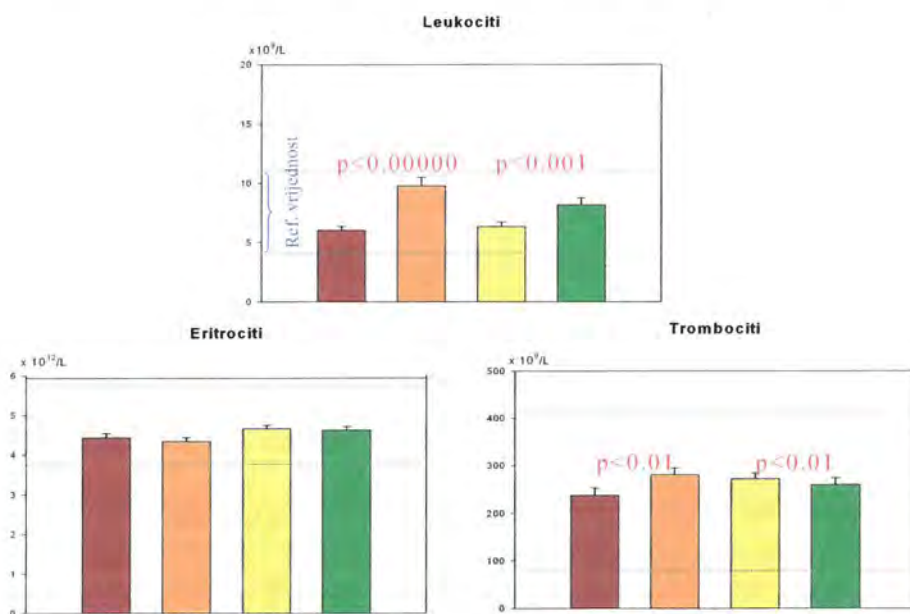 Leukociti
x10⁹/L
20
15
10
5
0
Ref. vrijednost
p<0.00000
p<0.001
Eritrociti
x 10¹²/L
6
5
4
3
2
1
0
Trombociti
x 10⁹/L
500
400
300
200
100
0
p<0.01
p<0.01